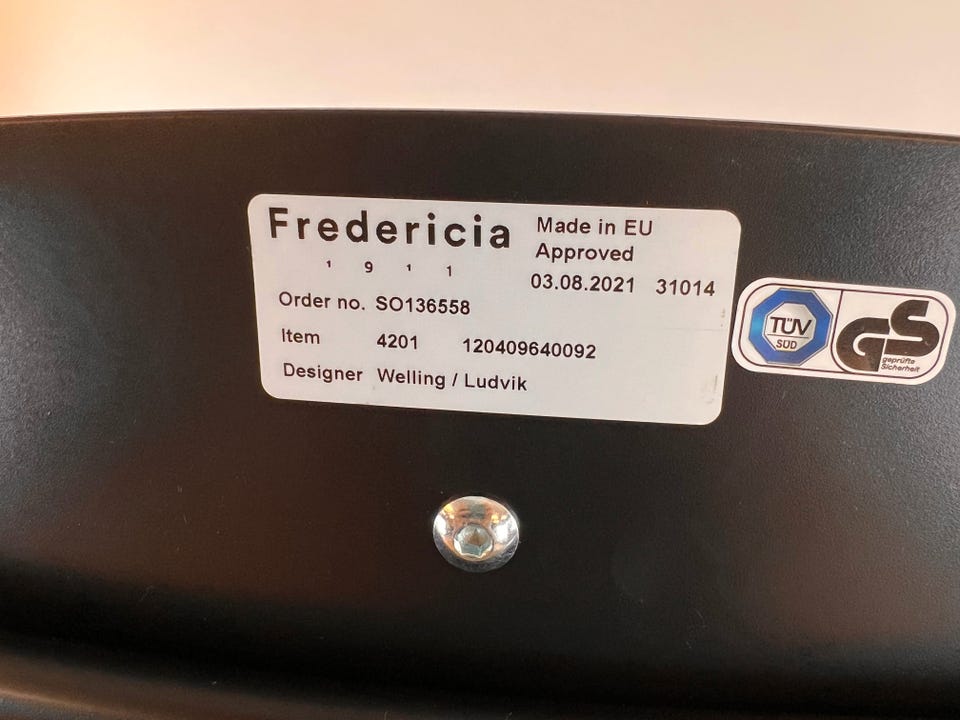 Fredericia
1 9 1 1
Made in EU
Approved
03.08.2021 31014
Order no. SO136558
Item 4201 120409640092
Designer Welling / Ludvik
TÜV
SÜD
GS
geprüfte
Sicherheit